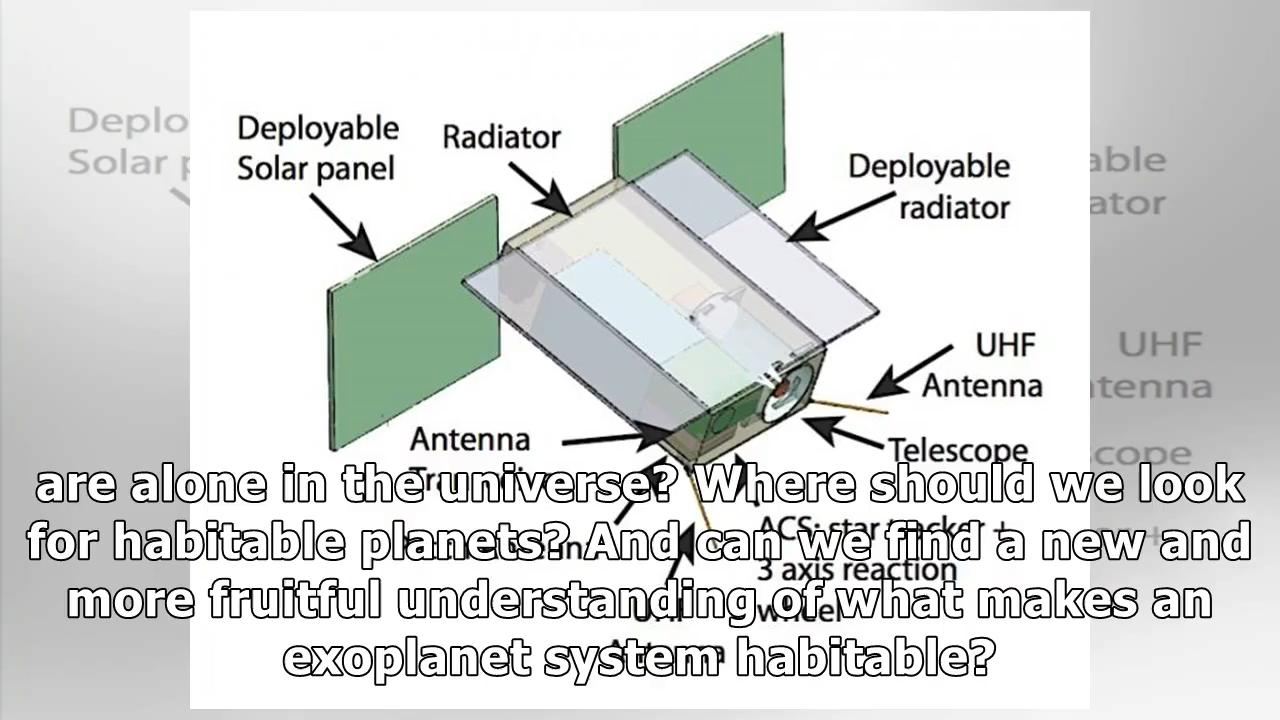 Deployable
Solar panel
Radiator
Deployable
radiator
UHF
Antenna
Telescope
Antenna
ACS: star tracker +
3 axis reaction
wheel
UHF
Antenna
are alone in the universe? Where should we look
for habitable planets? And can we find a new and
more fruitful understanding of what makes an
exoplanet system habitable?